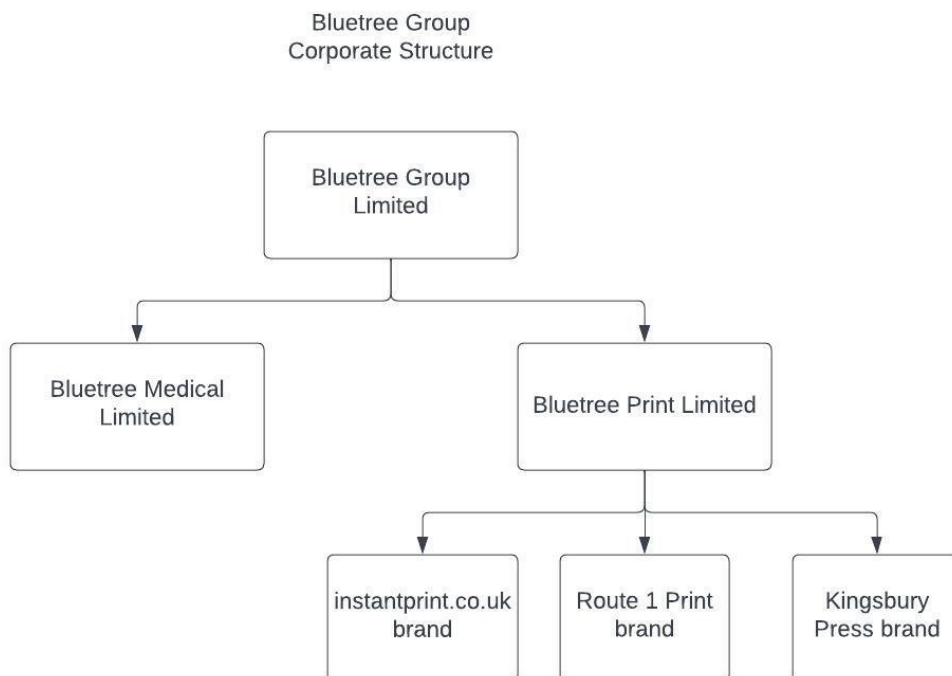 Bluetree Group
Corporate Structure
Bluetree Group
Limited
Bluetree Medical
Limited
Bluetree Print Limited
instantprint.co.uk
brand
Route 1 Print
brand
Kingsbury
Press brand